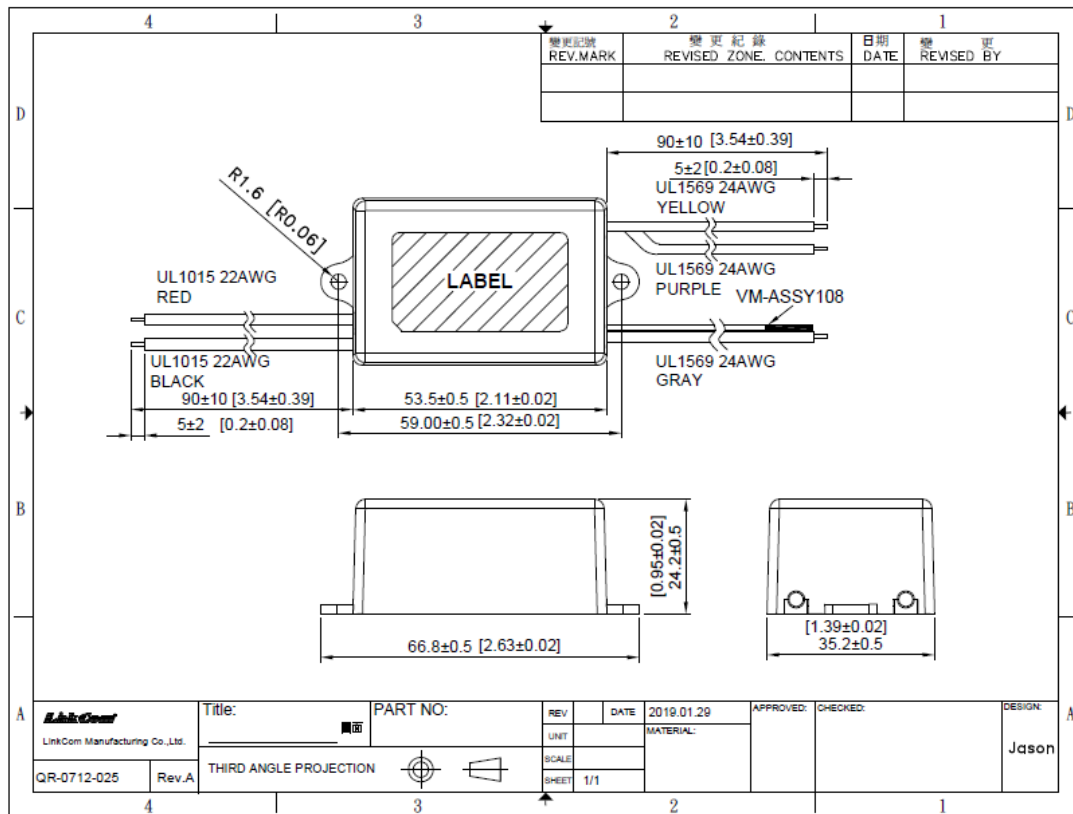 4 3 2 1
變更記號 變更紀錄 日期 變更
REV.MARK REVISED ZONE. CONTENTS DATE REVISED BY
D D
90±10 [3.54±0.39]
5±2 [0.2±0.08]
UL1569 24AWG
YELLOW
R1.6 [R0.06]
UL1015 22AWG
RED
LABEL
UL1569 24AWG
PURPLE
VM-ASSY108
C C
UL1015 22AWG
BLACK
UL1569 24AWG
GRAY
90±10 [3.54±0.39]
53.5±0.5 [2.11±0.02]
5±2 [0.2±0.08]
59.00±0.5 [2.32±0.02]
B B
[0.95±0.02]
24.2±0.5
66.8±0.5 [2.63±0.02]
[1.39±0.02]
35.2±0.5
A A
LinkCom
LinkCom Manufacturing Co.,Ltd.
QR-0712-025 Rev.A
Title:
PART NO:
THIRD ANGLE PROJECTION
REV DATE 2019.01.29
UNIT MATERIAL:
SCALE
SHEET 1/1
APPROVED: CHECKED: DESIGN:
Jason
4 3 2 1